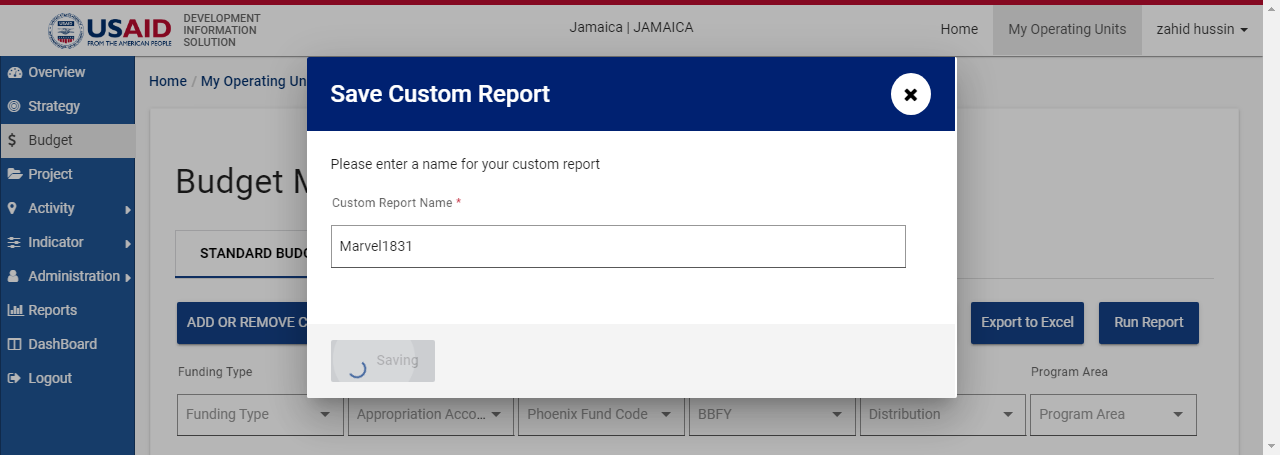 USAID
FROM THE AMERICAN PEOPLE
DEVELOPMENT
INFORMATION
SOLUTION
Jamaica | JAMAICA
Home
My Operating Units
zahid hussin
Overview
Strategy
Budget
Project
Activity
Indicator
Administration
Reports
DashBoard
Logout
Home / My Operating Un
Save Custom Report
Please enter a name for your custom report
Custom Report Name *
Marvel1831
Saving
Budget M
STANDARD BUDG
ADD OR REMOVE C
Export to Excel
Run Report
Funding Type
Program Area
Funding Type
Appropriation Acco...
Phoenix Fund Code
BBFY
Distribution
Program Area